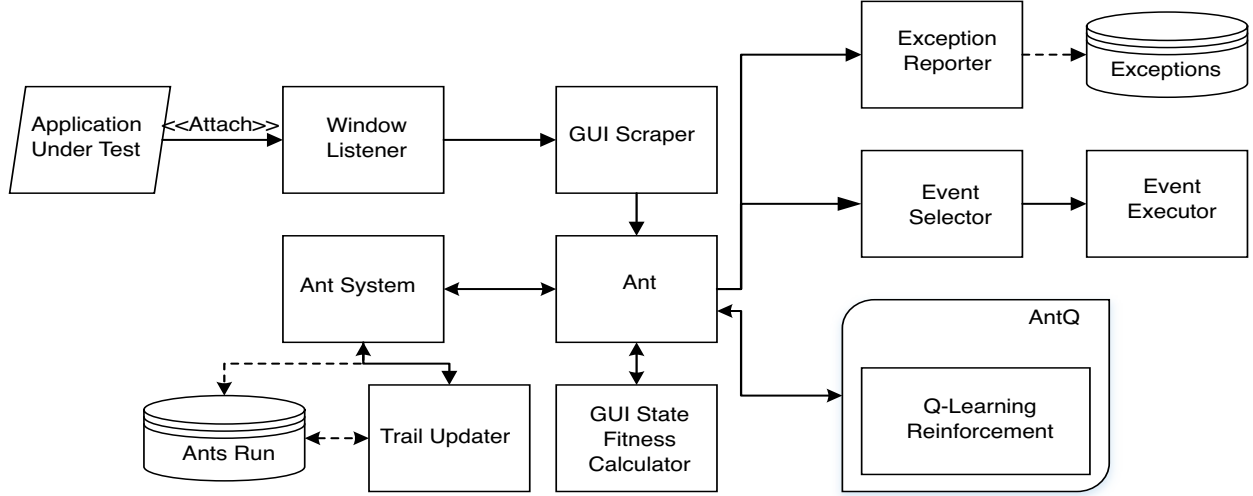 Exception
Reporter
Exceptions
Application
Under Test
<<Attach>>
Window
Listener
GUI Scraper
Event
Selector
Event
Executor
Ant System
Ant
AntQ
Q-Learning
Reinforcement
Ants Run
Trail Updater
GUI State
Fitness
Calculator